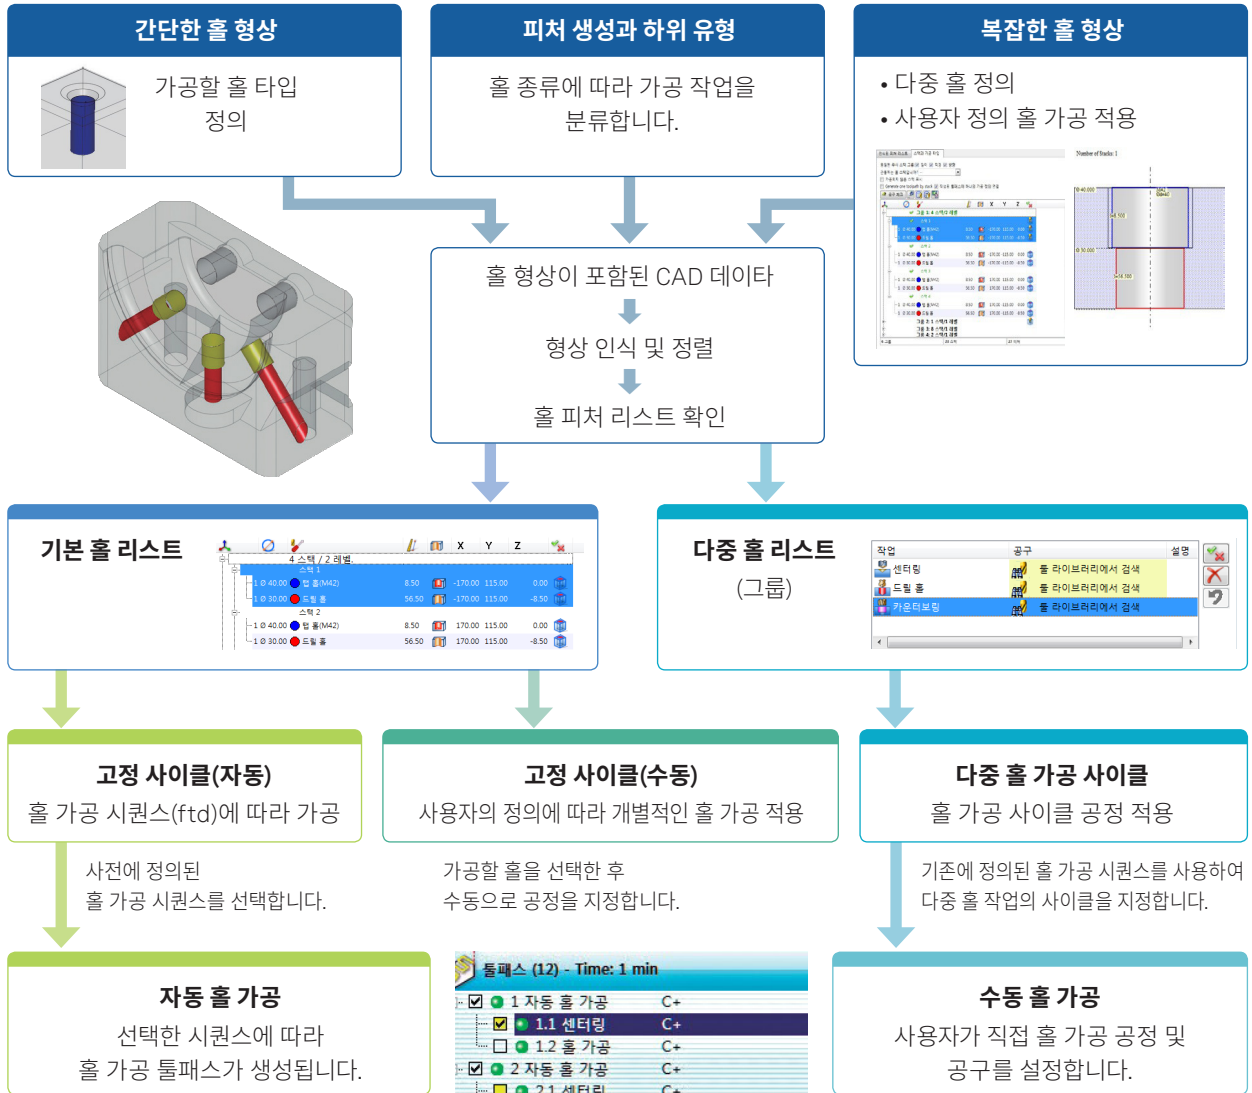 간단한 홀 형상
가공할 홀 타입
정의
피처 생성과 하위 유형
홀 종류에 따라 가공 작업을
분류합니다.
복잡한 홀 형상
• 다중 홀 정의
• 사용자 정의 홀 가공 적용
Number of Stacks: 1
홀 형상이 포함된 CAD 데이타
형상 인식 및 정렬
홀 피처 리스트 확인
기본 홀 리스트
X Y Z
4 스택 / 2 레벨.
스택 1
1 Ø 40.00 탭 홀(M42) 8.50 -170.00 115.00 0.00
1 Ø 30.00 드릴 홀 56.50 -170.00 115.00 -8.50
스택 2
1 Ø 40.00 탭 홀(M42) 8.50 170.00 115.00 0.00
1 Ø 30.00 드릴 홀 56.50 170.00 115.00 -8.50
다중 홀 리스트
(그룹)
작업 공구 설명
센터링 툴 라이브러리에서 검색
드릴 홀 툴 라이브러리에서 검색
카운터보링 툴 라이브러리에서 검색
고정 사이클(자동)
홀 가공 시퀀스(ftd)에 따라 가공
고정 사이클(수동)
사용자의 정의에 따라 개별적인 홀 가공 적용
다중 홀 가공 사이클
홀 가공 사이클 공정 적용
사전에 정의된
홀 가공 시퀀스를 선택합니다.
가공할 홀을 선택한 후
수동으로 공정을 지정합니다.
기존에 정의된 홀 가공 시퀀스를 사용하여
다중 홀 작업의 사이클을 지정합니다.
자동 홀 가공
선택한 시퀀스에 따라
홀 가공 툴패스가 생성됩니다.
툴패스 (12) - Time: 1 min
1 자동 홀 가공 C+
1.1 센터링 C+
1.2 홀 가공 C+
2 자동 홀 가공 C+
2.1 센터링 C+
수동 홀 가공
사용자가 직접 홀 가공 공정 및
공구를 설정합니다.